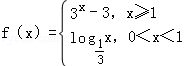 f（x）= { 3^x－3，x≥1
log_{1/3}x，0＜x＜1